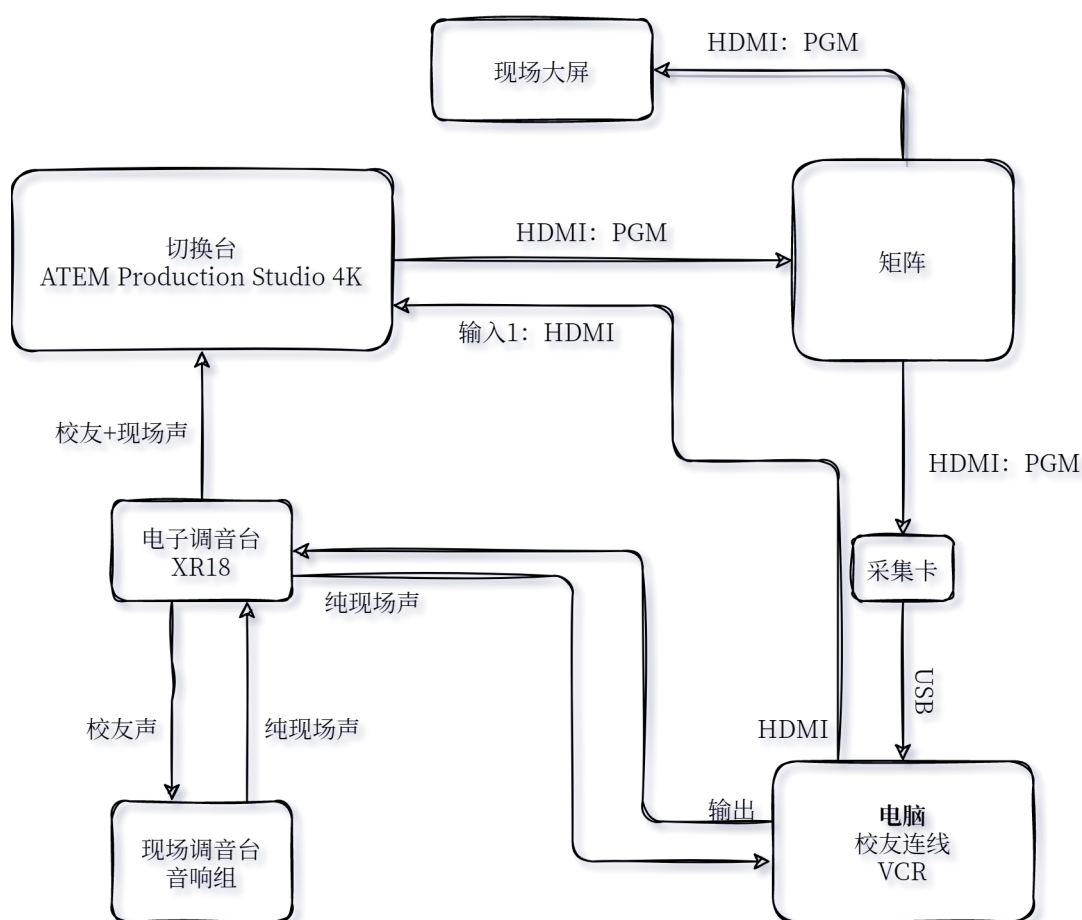 HDMI：PGM
现场大屏
切换台
ATEM Production Studio 4K
HDMI：PGM
矩阵
输入1：HDMI
校友+现场声
HDMI：PGM
电子调音台
XR18
采集卡
纯现场声
USB
校友声
纯现场声
HDMI
输出
电脑
校友连线
VCR
现场调音台
音响组